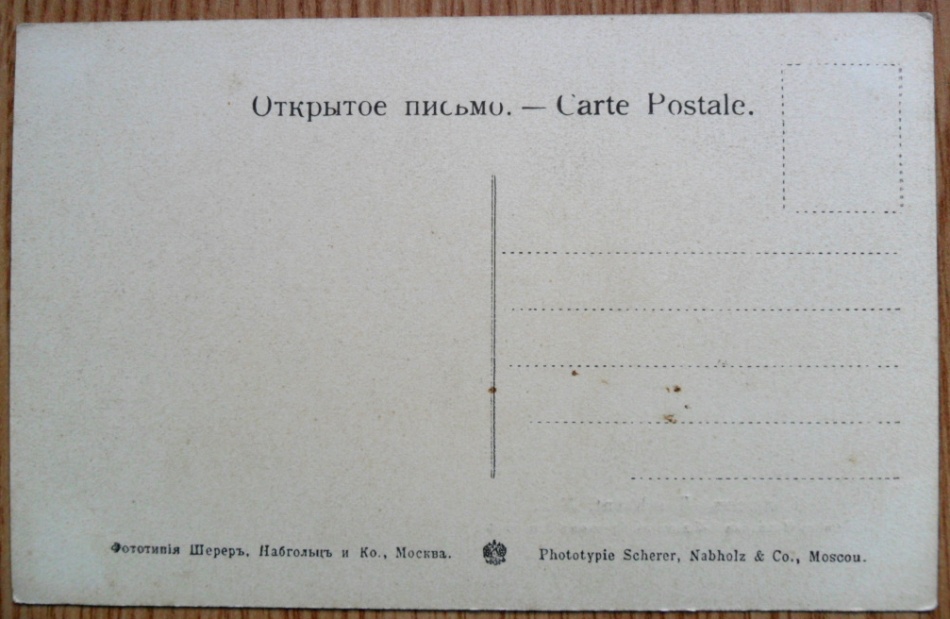 Открытое письмо. — Carte Postale.
Фототипія Шереръ, Набгольцъ и Ко., Москва.
Phototypie Scherer, Nabholz & Co., Moscou.